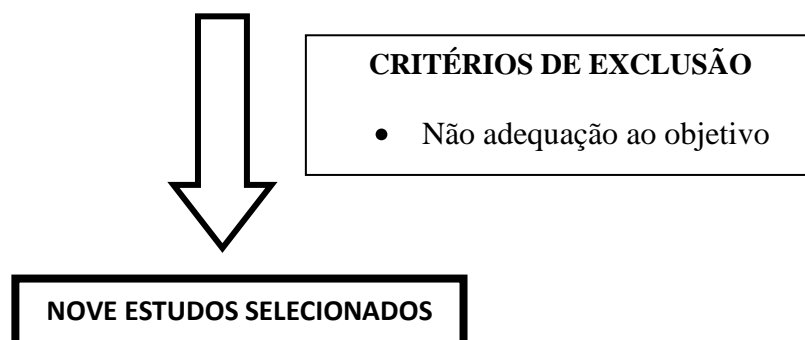 CRITÉRIOS DE EXCLUSÃO
• Não adequação ao objetivo
NOVE ESTUDOS SELECIONADOS